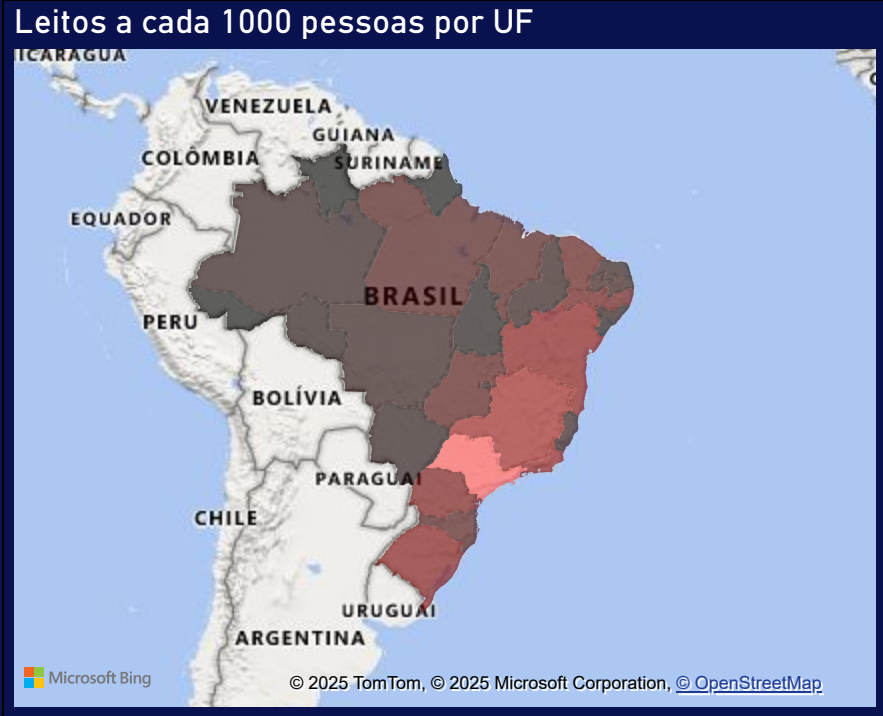 Leitos a cada 1000 pessoas por UF
ICARÁGUA
VENEZUELA
GUIANA
COLÔMBIA
SURINAME
EQUADOR
BRASIL
PERU
BOLÍVIA
PARAGUAI
CHILE
URUGUAI
ARGENTINA
Microsoft Bing
© 2025 TomTom, © 2025 Microsoft Corporation, © OpenStreetMap